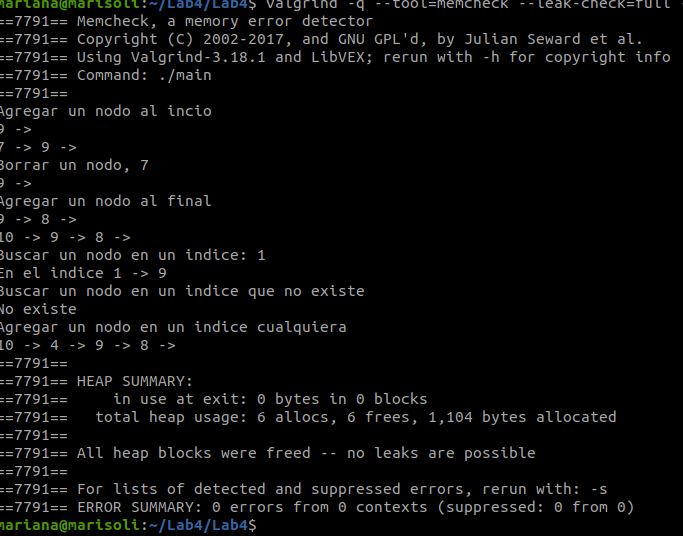 mariana@marisoli:~/Lab4/Lab4$ valgrind -q --tool=memcheck --leak-check=full
==7791== Memcheck, a memory error detector
==7791== Copyright (C) 2002-2017, and GNU GPL'd, by Julian Seward et al.
==7791== Using Valgrind-3.18.1 and LibVEX; rerun with -h for copyright info
==7791== Command: ./main
==7791==
Agregar un nodo al incio
9 ->
7 -> 9 ->
Borrar un nodo, 7
9 ->
Agregar un nodo al final
9 -> 8 ->
10 -> 9 -> 8 ->
Buscar un nodo en un indice: 1
En el indice 1 -> 9
Buscar un nodo en un indice que no existe
No existe
Agregar un nodo en un indice cualquiera
10 -> 4 -> 9 -> 8 ->
==7791==
==7791== HEAP SUMMARY:
==7791==     in use at exit: 0 bytes in 0 blocks
==7791==   total heap usage: 6 allocs, 6 frees, 1,104 bytes allocated
==7791==
==7791== All heap blocks were freed -- no leaks are possible
==7791==
==7791== For lists of detected and suppressed errors, rerun with: -s
==7791== ERROR SUMMARY: 0 errors from 0 contexts (suppressed: 0 from 0)
mariana@marisoli:~/Lab4/Lab4$